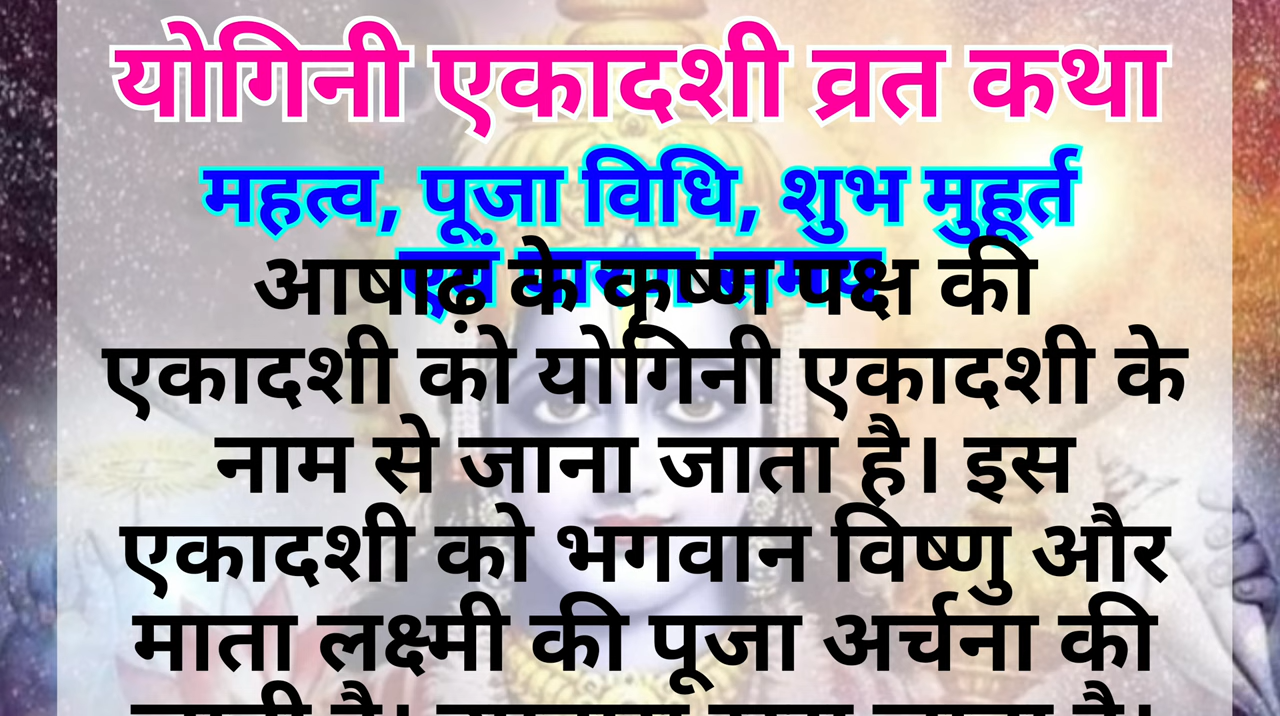 योगिनी एकादशी व्रत कथा
महत्व, पूजा विधि, शुभ मुहूर्त
एवं
आषाढ़ के कृष्ण पक्ष की
एकादशी को योगिनी एकादशी के
नाम से जाना जाता है। इस
एकादशी को भगवान विष्णु और
माता लक्ष्मी की पूजा अर्चना की